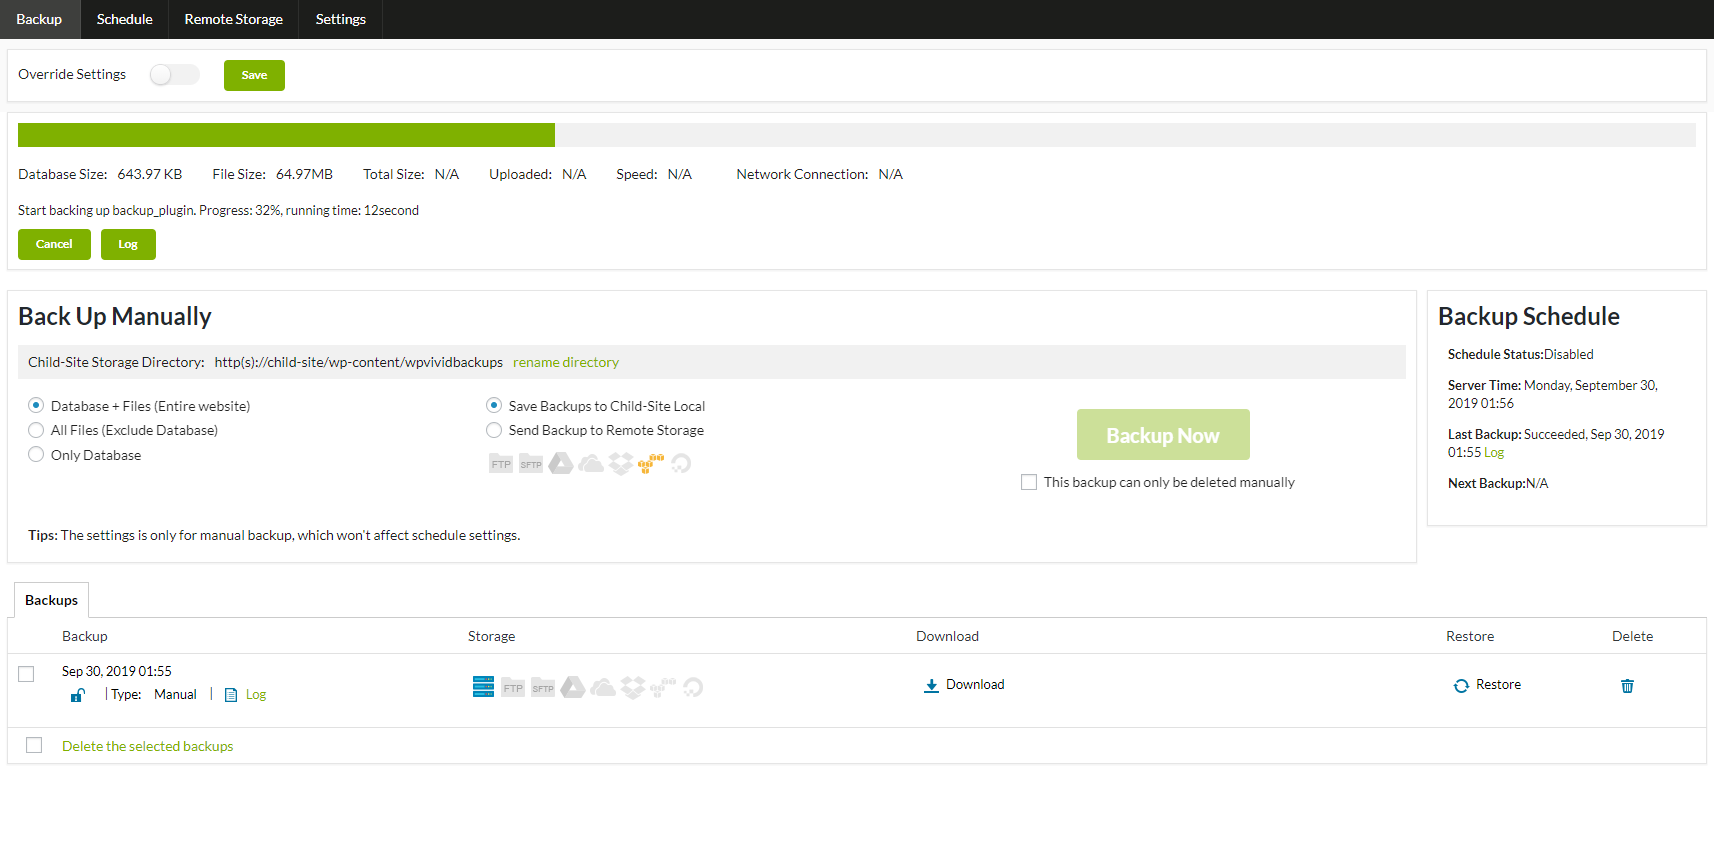 Backup Schedule Remote Storage Settings
Override Settings Save
Database Size: 643.97 KB File Size: 64.97MB Total Size: N/A Uploaded: N/A Speed: N/A Network Connection: N/A
Start backing up backup_plugin. Progress: 32%, running time: 12second
Cancel Log
Back Up Manually
Child-Site Storage Directory: http(s)://child-site/wp-content/wpvividbackups rename directory
Database + Files (Entire website)
All Files (Exclude Database)
Only Database
Save Backups to Child-Site Local
Send Backup to Remote Storage
FTP SFTP
Backup Now
This backup can only be deleted manually
Tips: The settings is only for manual backup, which won't affect schedule settings.
Backup Schedule
Schedule Status:Disabled
Server Time: Monday, September 30,
2019 01:56
Last Backup: Succeeded, Sep 30, 2019
01:55 Log
Next Backup:N/A
Backups
Backup Storage Download Restore Delete
Sep 30, 2019 01:55
| Type: Manual | Log
FTP SFTP
Download
Restore
Delete the selected backups